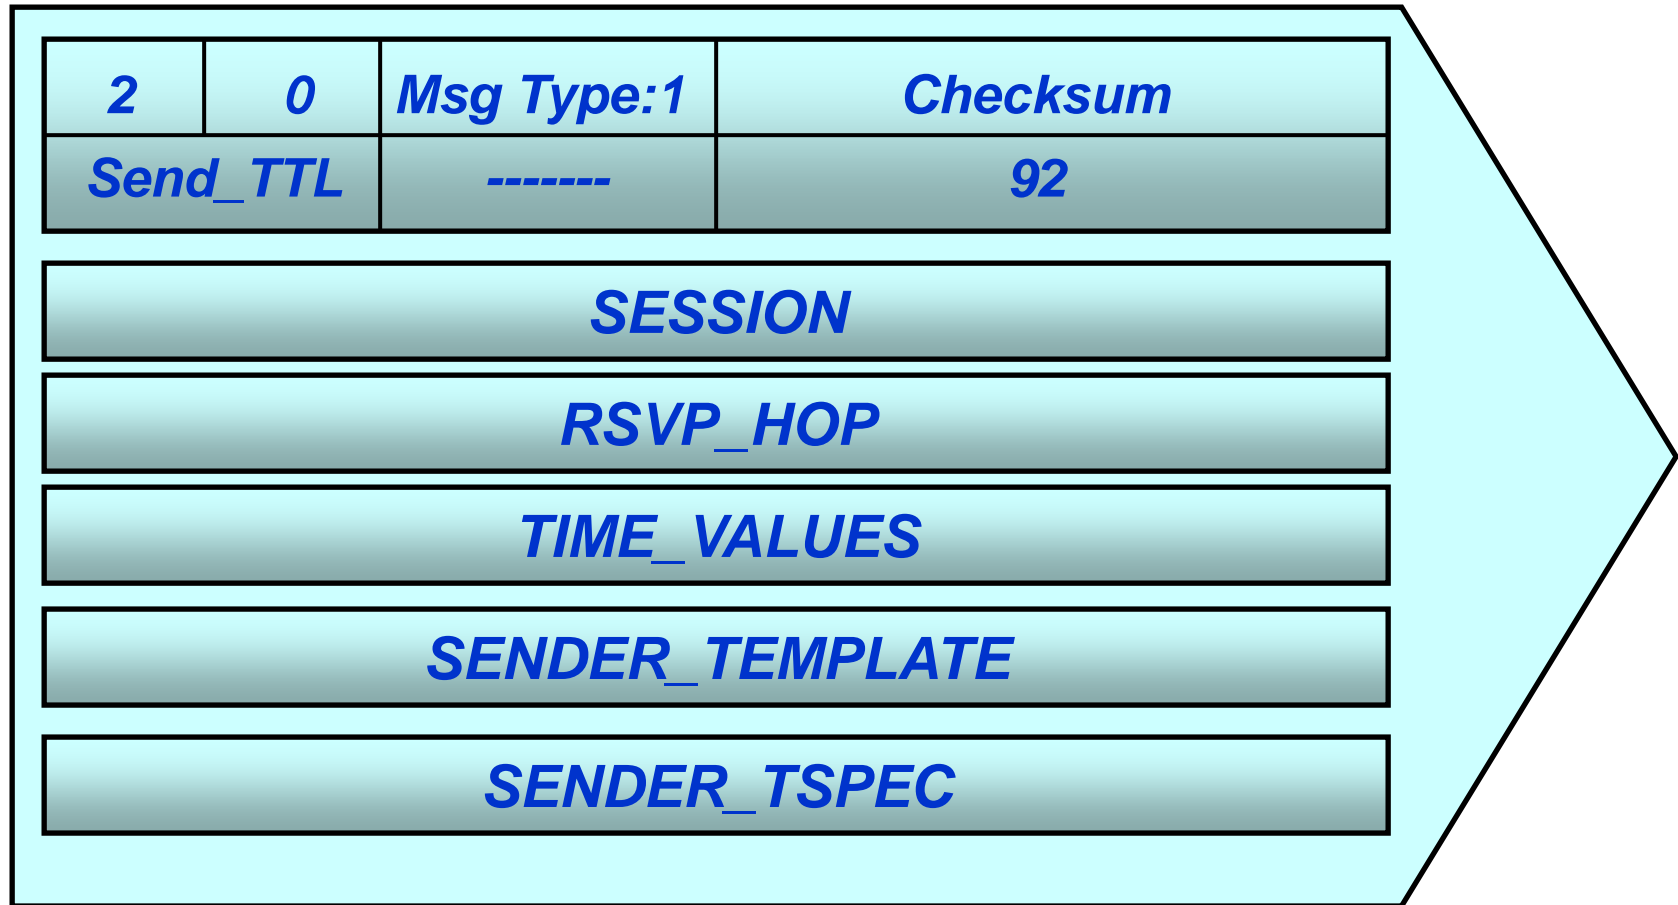 2 0 Msg Type:1 Checksum
Send_TTL ------- 92
SESSION
RSVP_HOP
TIME_VALUES
SENDER_TEMPLATE
SENDER_TSPEC